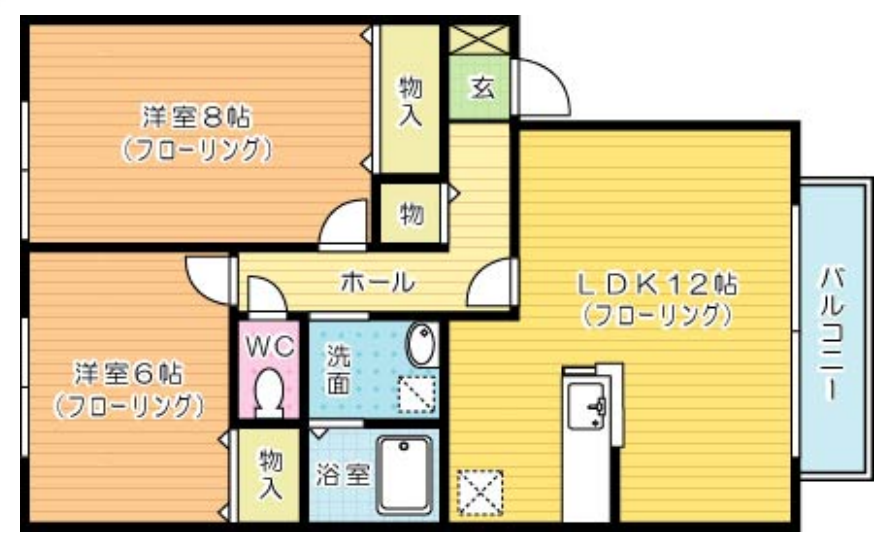 洋室8帖
(フローリング)
物入
玄
物
ホール
LDK12帖
(フローリング)
バルコニー
洋室6帖
(フローリング)
WC
洗面
物入
浴室